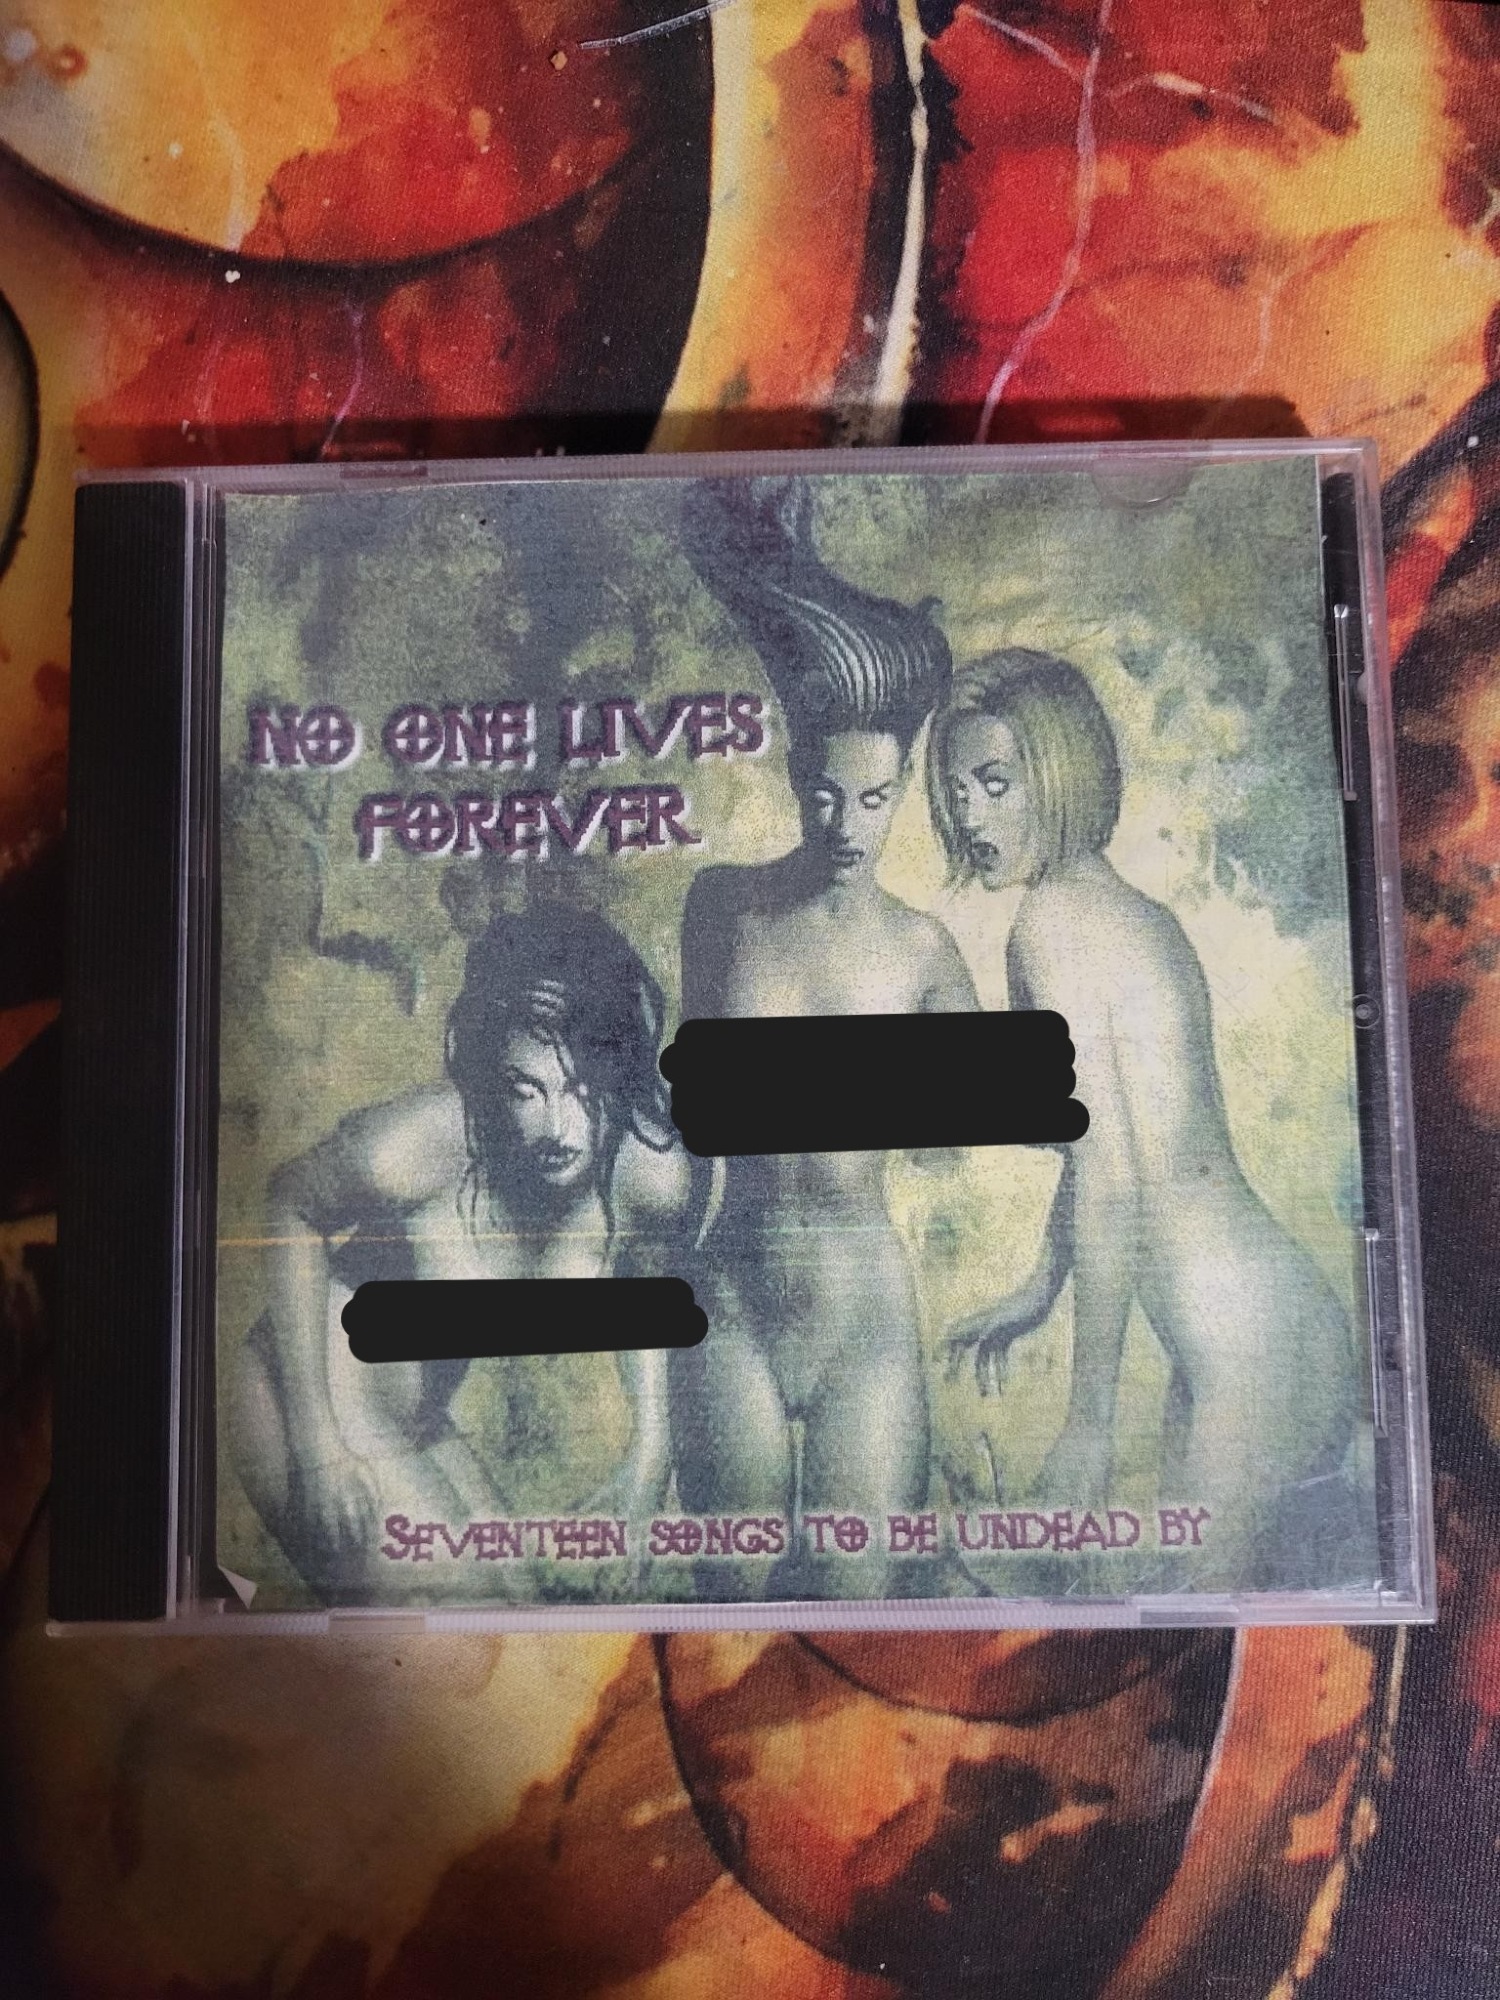 NO ONE LIVES
FOREVER
SEVENTEEN SONGS TO BE UNDEAD BY